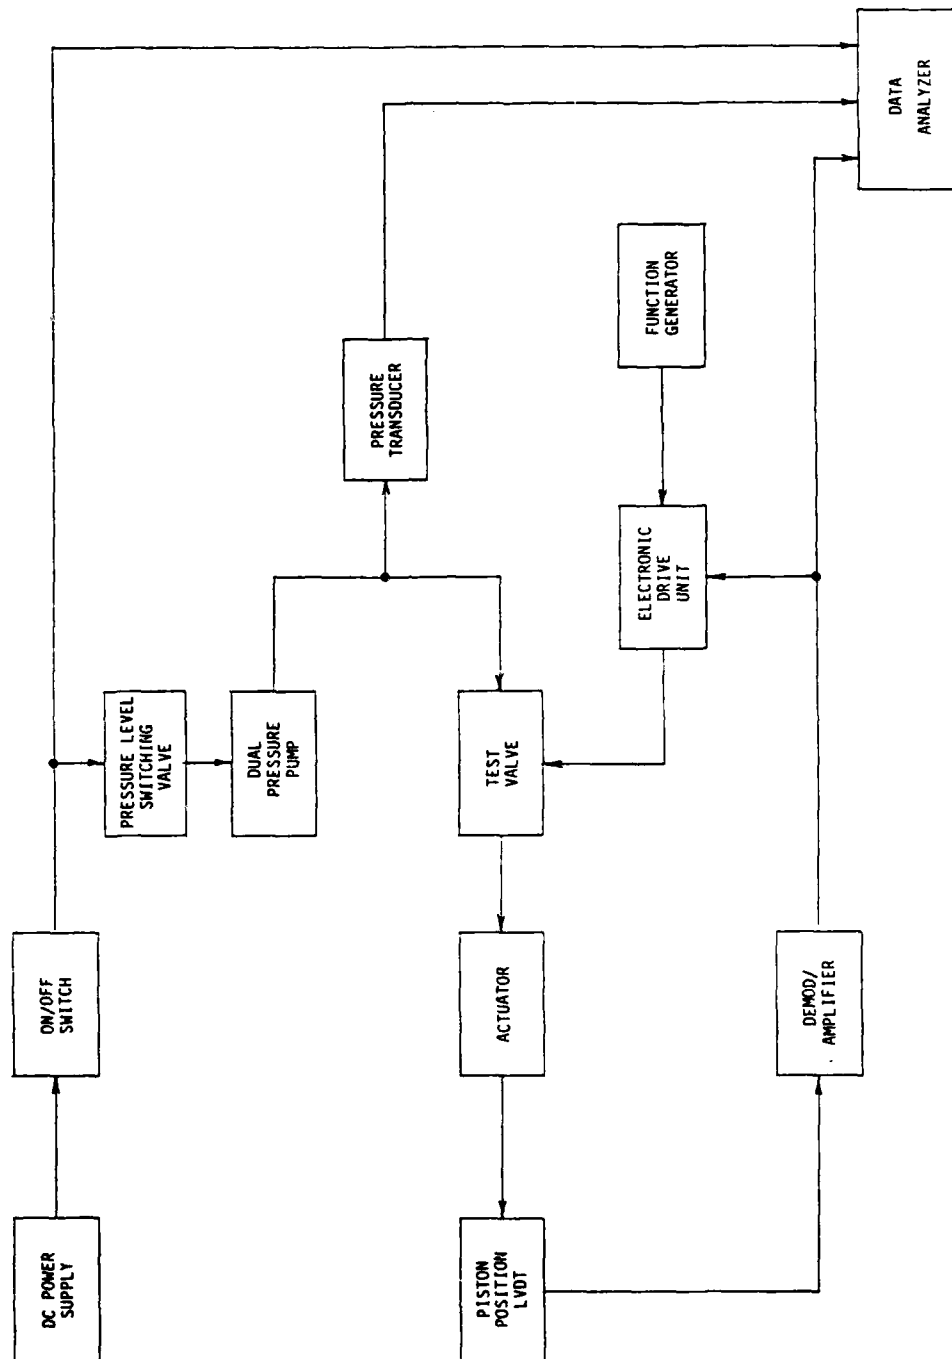 DC POWER
SUPPLY
ON/OFF
SWITCH
PRESSURE LEVEL
SWITCHING
VALVE
DUAL
PRESSURE
PUMP
PRESSURE
TRANSDUCER
PISTON
POSITION
LVDT
ACTUATOR
TEST
VALVE
ELECTRONIC
DRIVE
UNIT
FUNCTION
GENERATOR
DEMOD/
AMPLIFIER
DATA
ANALYZER